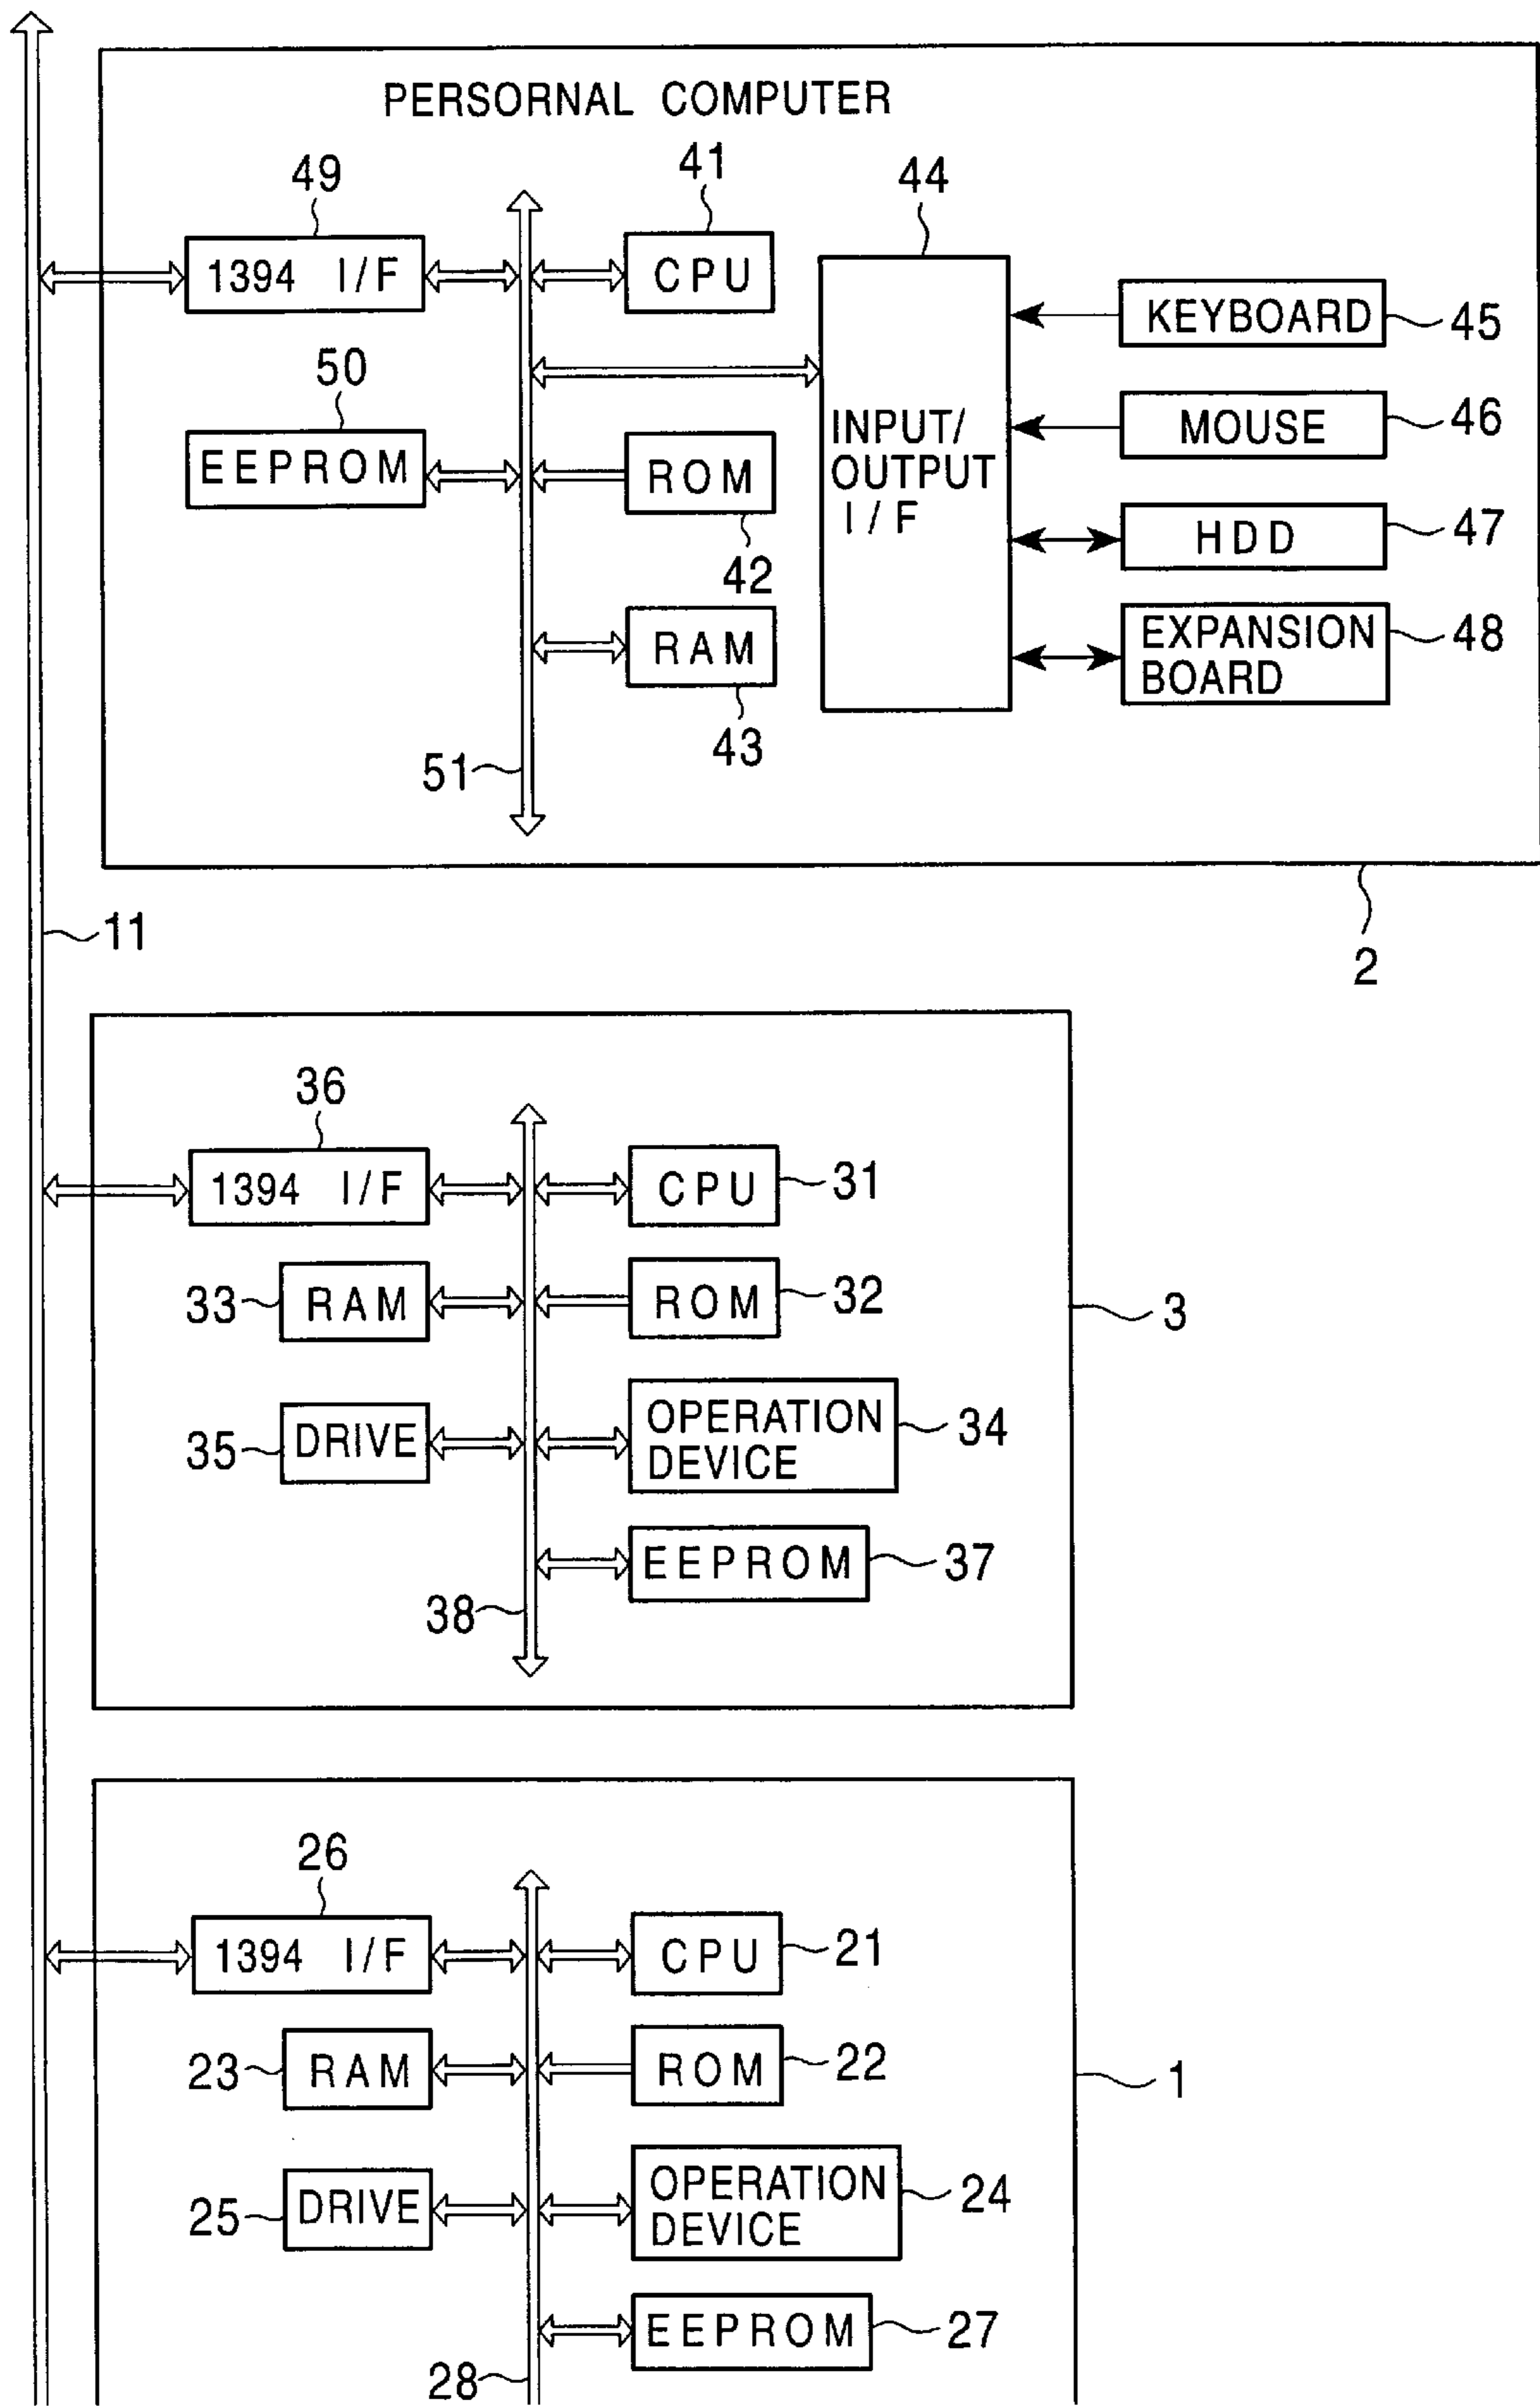 PERSORNAL COMPUTER
49
41
44
1394 I/F
CPU
KEYBOARD
45
50
INPUT/
OUTPUT
I/F
MOUSE
46
EEPROM
ROM
42
HDD
47
RAM
43
EXPANSION
BOARD
48
51
11
2
36
1394 I/F
CPU
31
33
RAM
ROM
32
3
35
DRIVE
OPERATION
DEVICE
34
EEPROM
37
38
26
1394 I/F
CPU
21
23
RAM
ROM
22
1
25
DRIVE
OPERATION
DEVICE
24
EEPROM
27
28